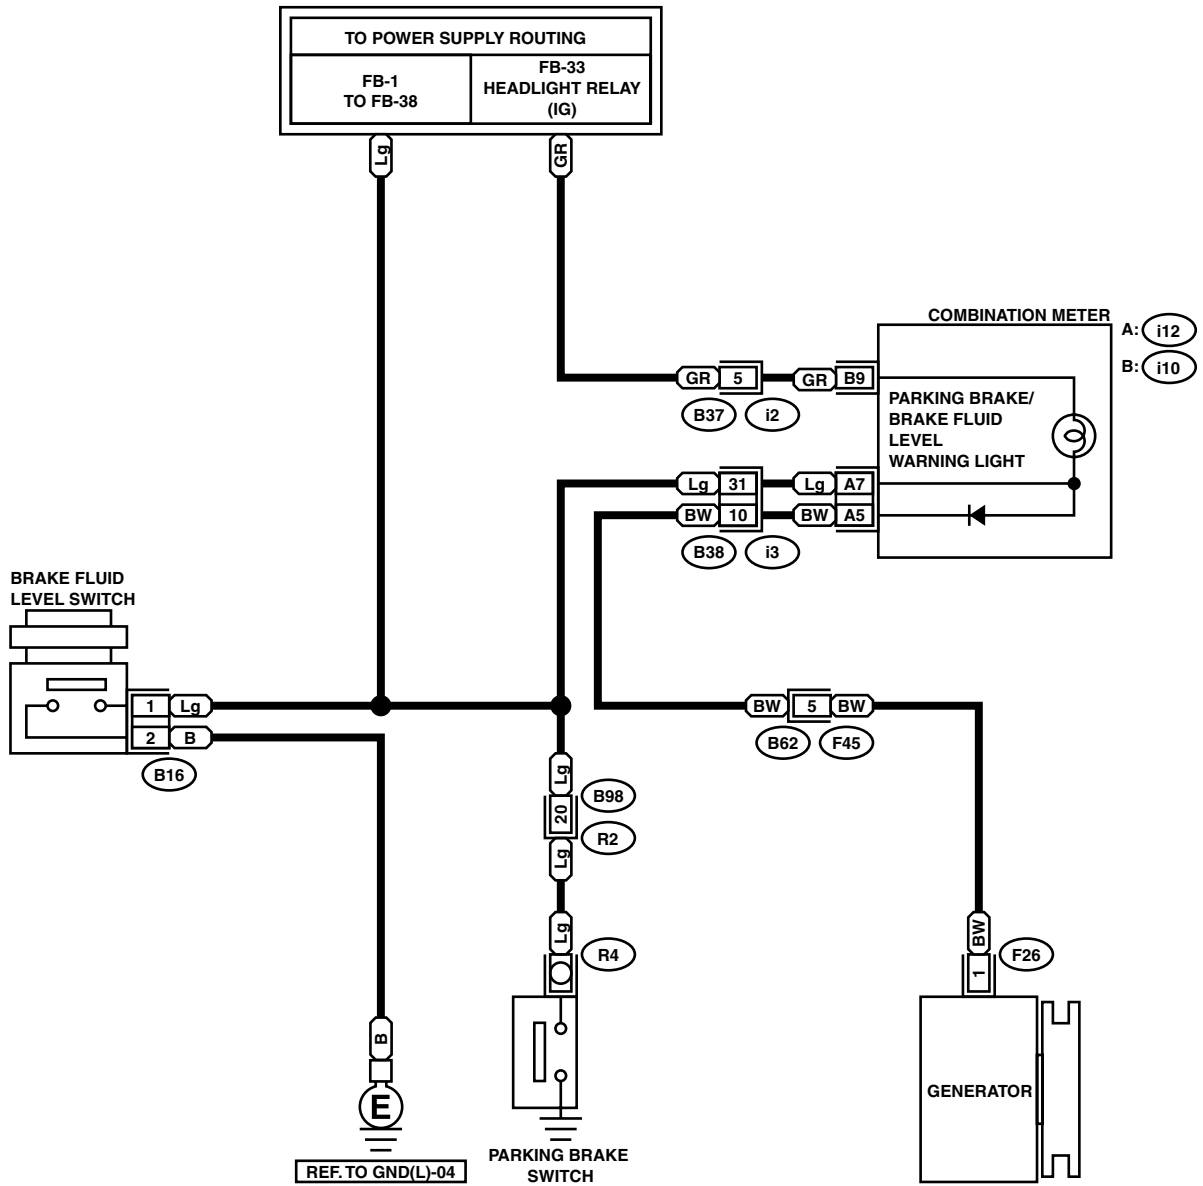 TO POWER SUPPLY ROUTING
FB-1
TO FB-38
FB-33
HEADLIGHT RELAY
(IG)
Lg
GR
COMBINATION METER
A: i12
B: i10
GR 5 GR B9
B37 i2
PARKING BRAKE/
BRAKE FLUID
LEVEL
WARNING LIGHT
Lg 31 Lg A7
BW 10 BW A5
B38 i3
BRAKE FLUID
LEVEL SWITCH
1 Lg
2 B
B16
BW 5 BW
B62 F45
Lg
B98
20
R2
Lg
Lg
R4
BW
F26
1
B
E
REF. TO GND(L)-04
PARKING BRAKE
SWITCH
GENERATOR